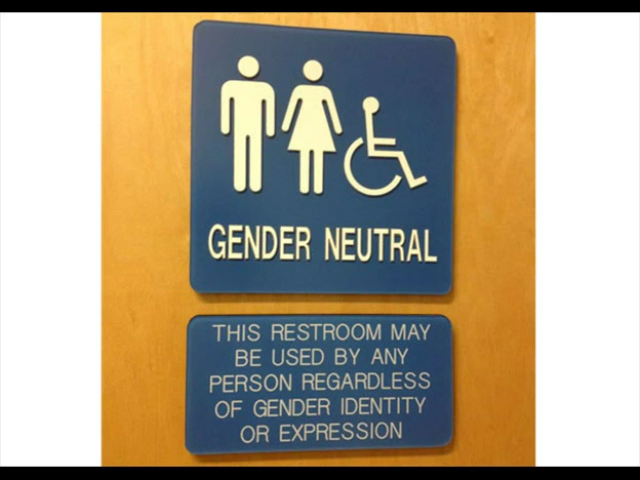 GENDER NEUTRAL
THIS RESTROOM MAY
BE USED BY ANY
PERSON REGARDLESS
OF GENDER IDENTITY
OR EXPRESSION